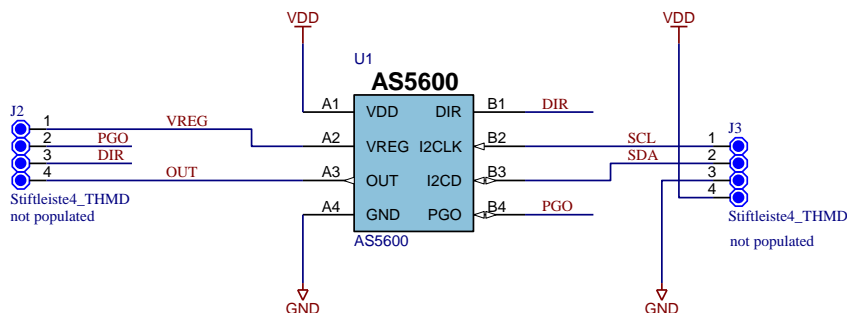 VDD
VDD
U1
AS5600
J2
1
2
3
4
VREG
PGO
DIR
OUT
Stiftleiste4_THMD
not populated
A1
A2
A3
A4
VDD
VREG
OUT
GND
DIR
I2CLK
I2CD
PGO
B1
B2
B3
B4
AS5600
DIR
SCL
SDA
PGO
J3
1
2
3
4
Stiftleiste4_THMD
not populated
GND
GND